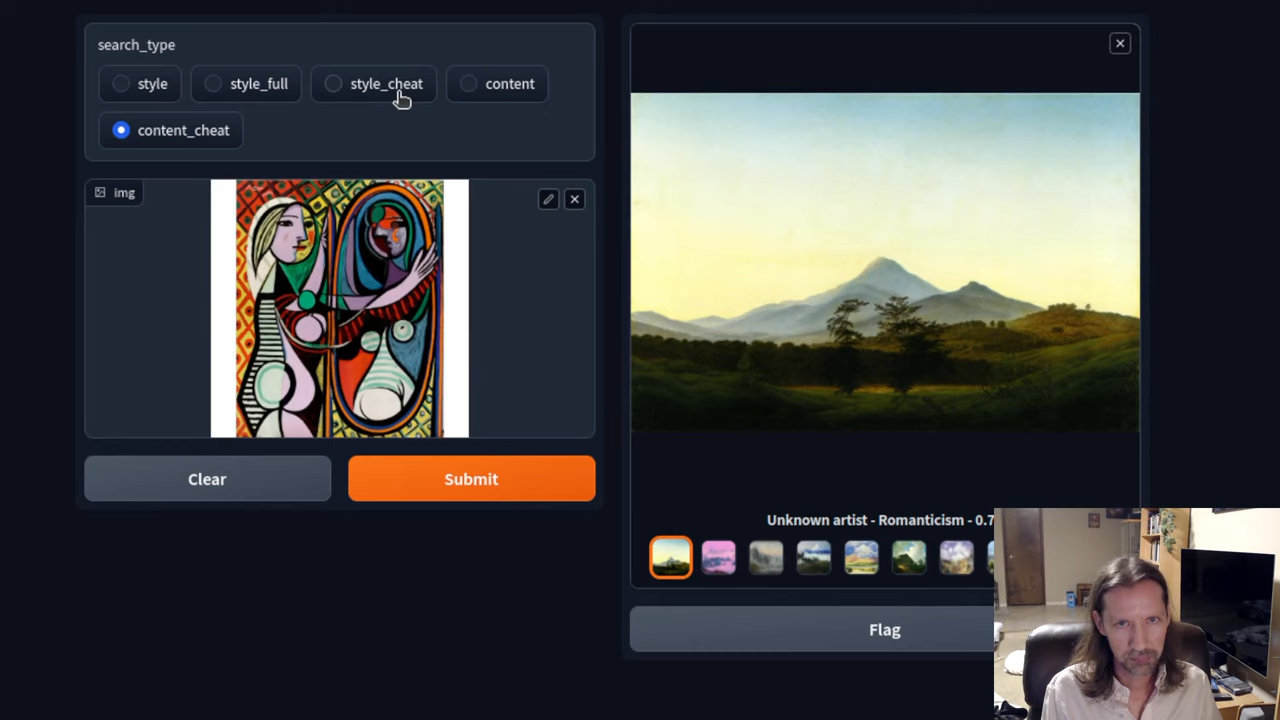 search_type
style
style_full
style_cheat
content
content_cheat
img
Clear
Submit
Unknown artist - Romanticism - 0.7
Flag